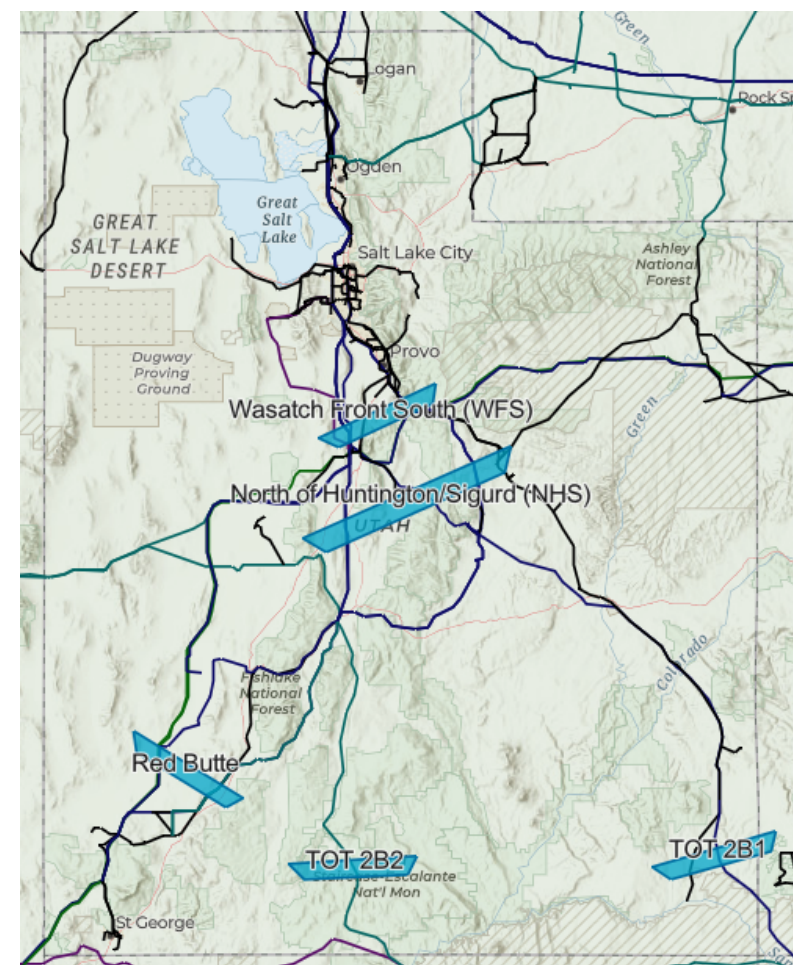 Green
Logan
Rock Sp
Ogden
Great
Salt
Lake
GREAT
SALT LAKE
DESERT
Salt Lake City
Ashley
National
Forest
Dugway
Proving
Ground
Provo
Wasatch Front South (WFS)
Green
North of Huntington/Sigurd (NHS)
UTAH
Colorado
Fishlake
National
Forest
Red Butte
TOT 2B2
TOT 2B1
Staircase-Escalante
Nat'l Mon
St George
San